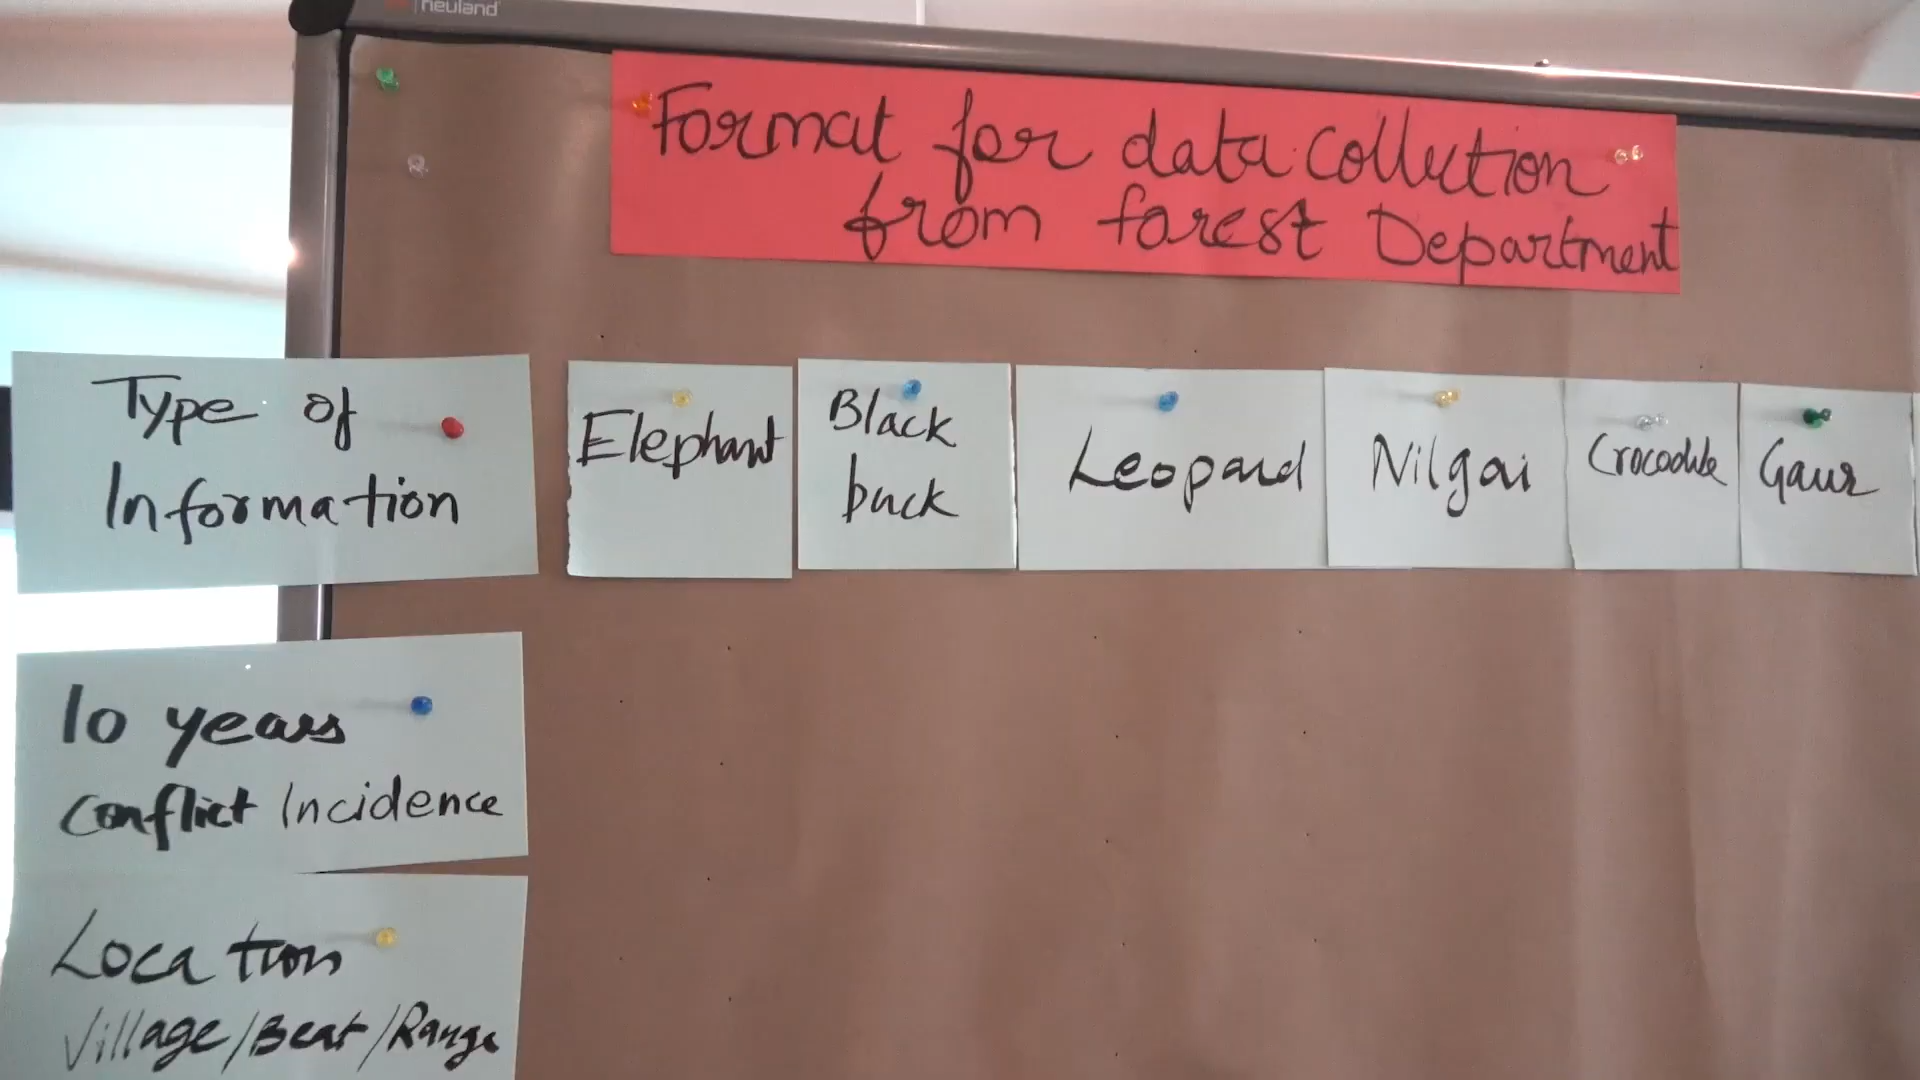 neuland
Format for data collection
from forest Department
Type of
Information
Elephant
Black
buck
Leopard
Nilgai
Crocodile
Gaur
10 years
Conflict Incidence
Location
Village/Beat/Range